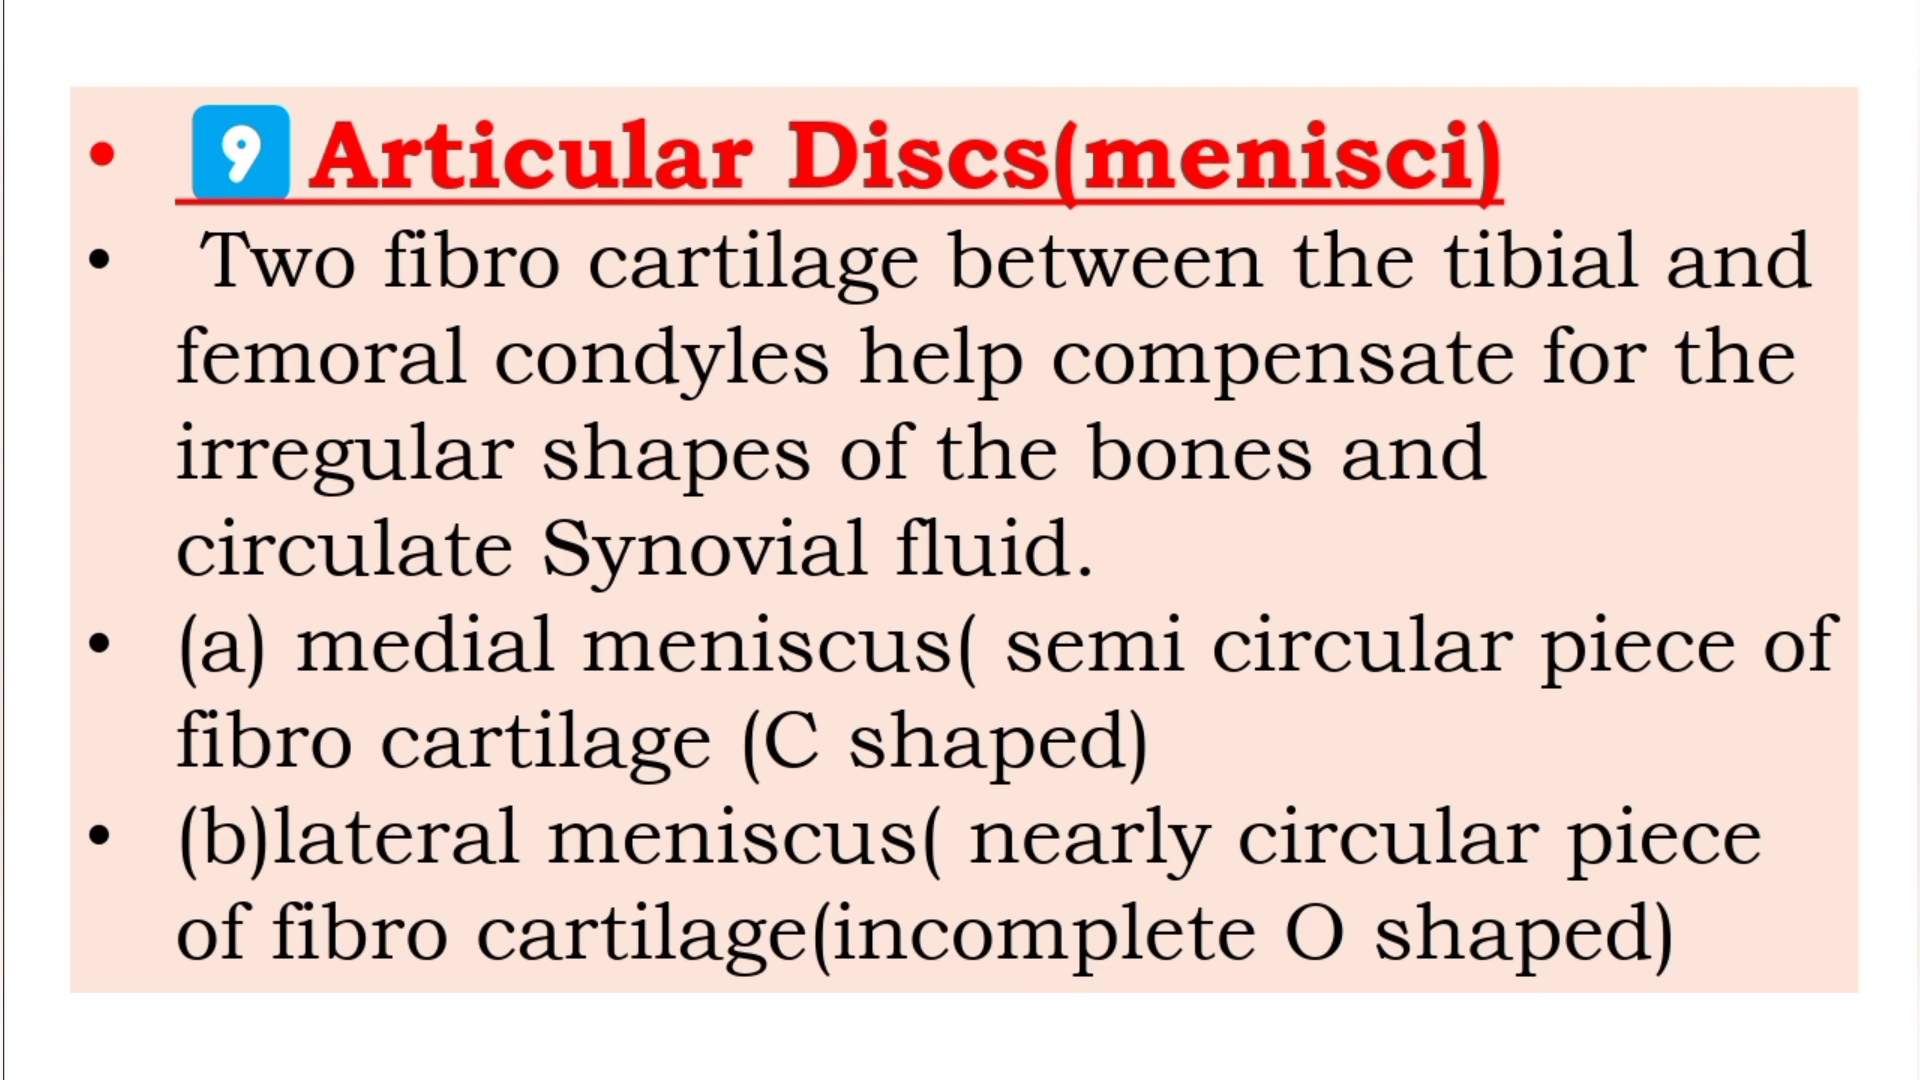 • 9️⃣ Articular Discs(menisci)
• Two fibro cartilage between the tibial and
femoral condyles help compensate for the
irregular shapes of the bones and
circulate Synovial fluid.
• (a) medial meniscus( semi circular piece of
fibro cartilage (C shaped)
• (b)lateral meniscus( nearly circular piece
of fibro cartilage(incomplete O shaped)